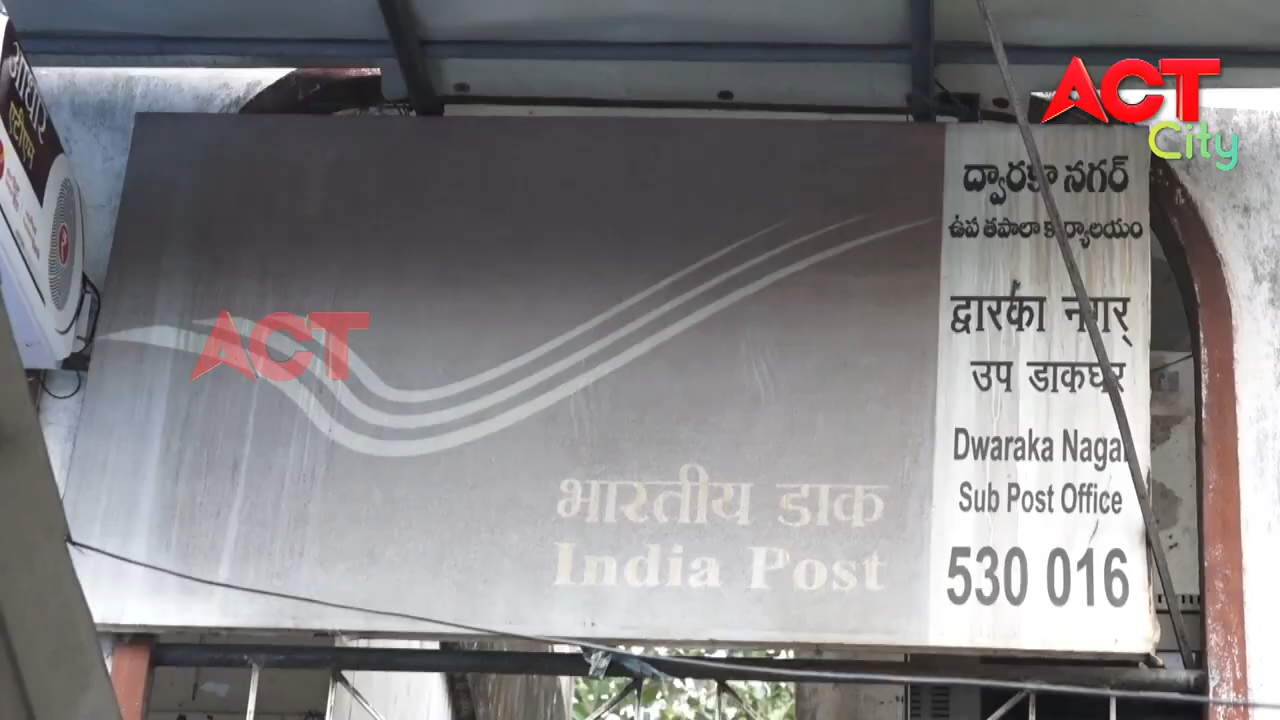 ACT
City
आधार
ద్వారకా నగర్
ఉప తపాలా కార్యాలయం
द्वारका नगर्
उप डाकघर
Dwaraka Nagar
Sub Post Office
530 016
ACT
भारतीय डाक
India Post